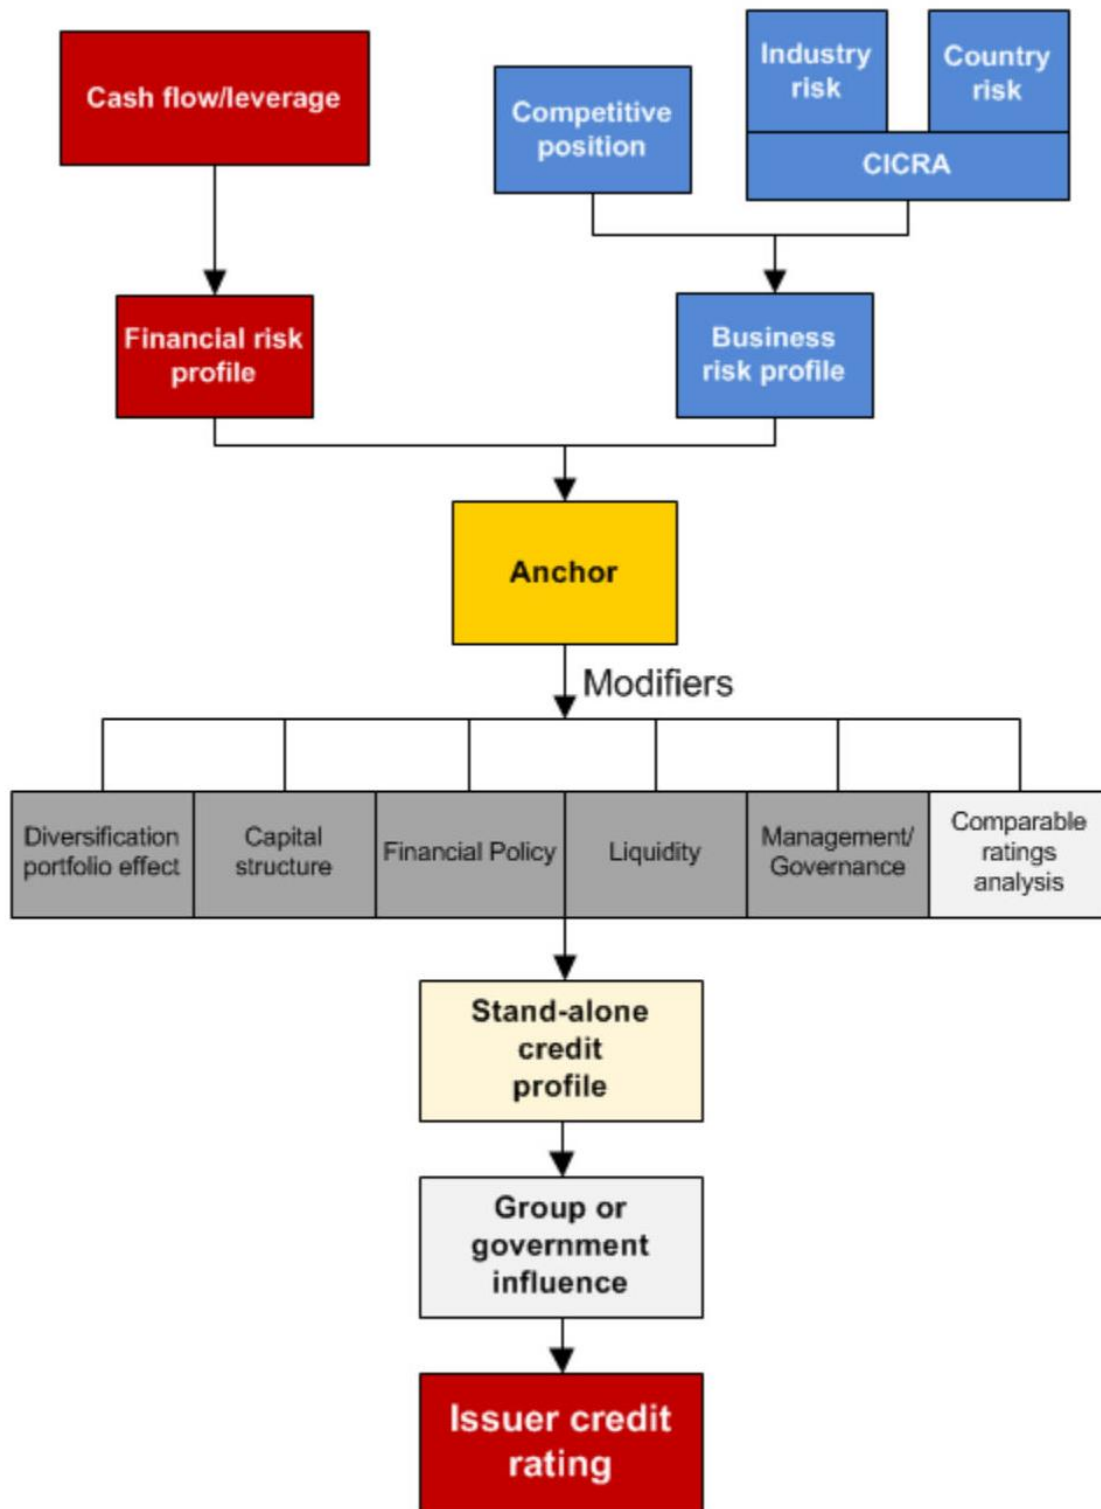 Cash flow/leverage
Competitive
position
Industry
risk
Country
risk
CICRA
Financial risk
profile
Business
risk profile
Anchor
Modifiers
Diversification
portfolio effect
Capital
structure
Financial Policy
Liquidity
Management/
Governance
Comparable
ratings
analysis
Stand-alone
credit
profile
Group or
government
influence
Issuer credit
rating